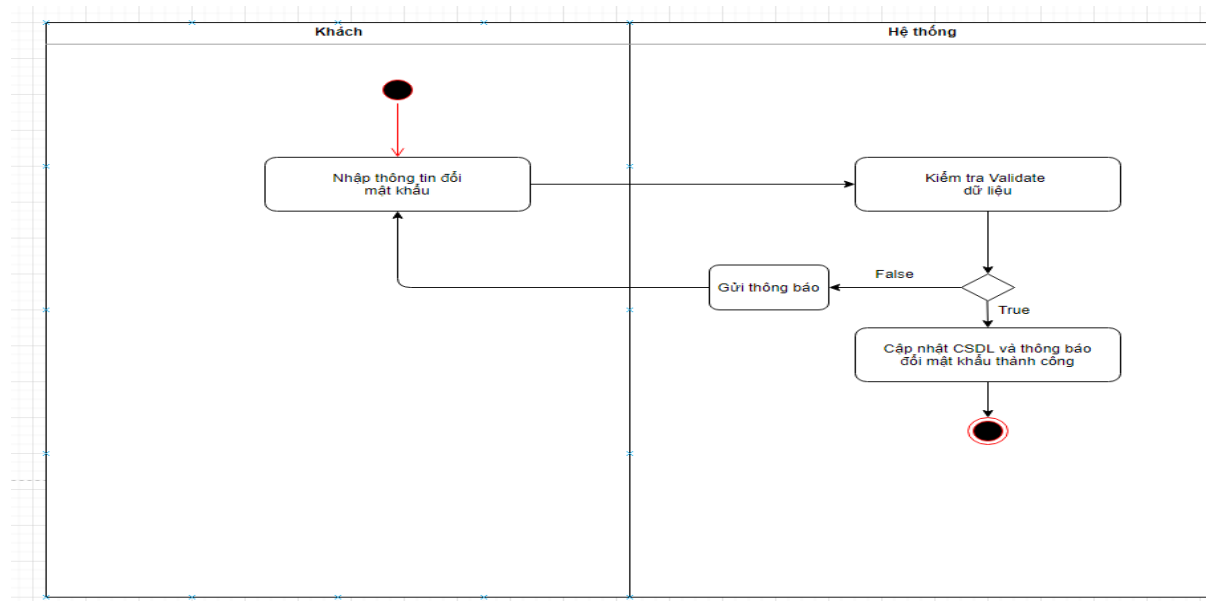 Khách
Hệ thống
Nhập thông tin đổi
mật khẩu
Kiểm tra Validate
dữ liệu
Gửi thông báo
False
True
Cập nhật CSDL và thông báo
đổi mật khẩu thành công